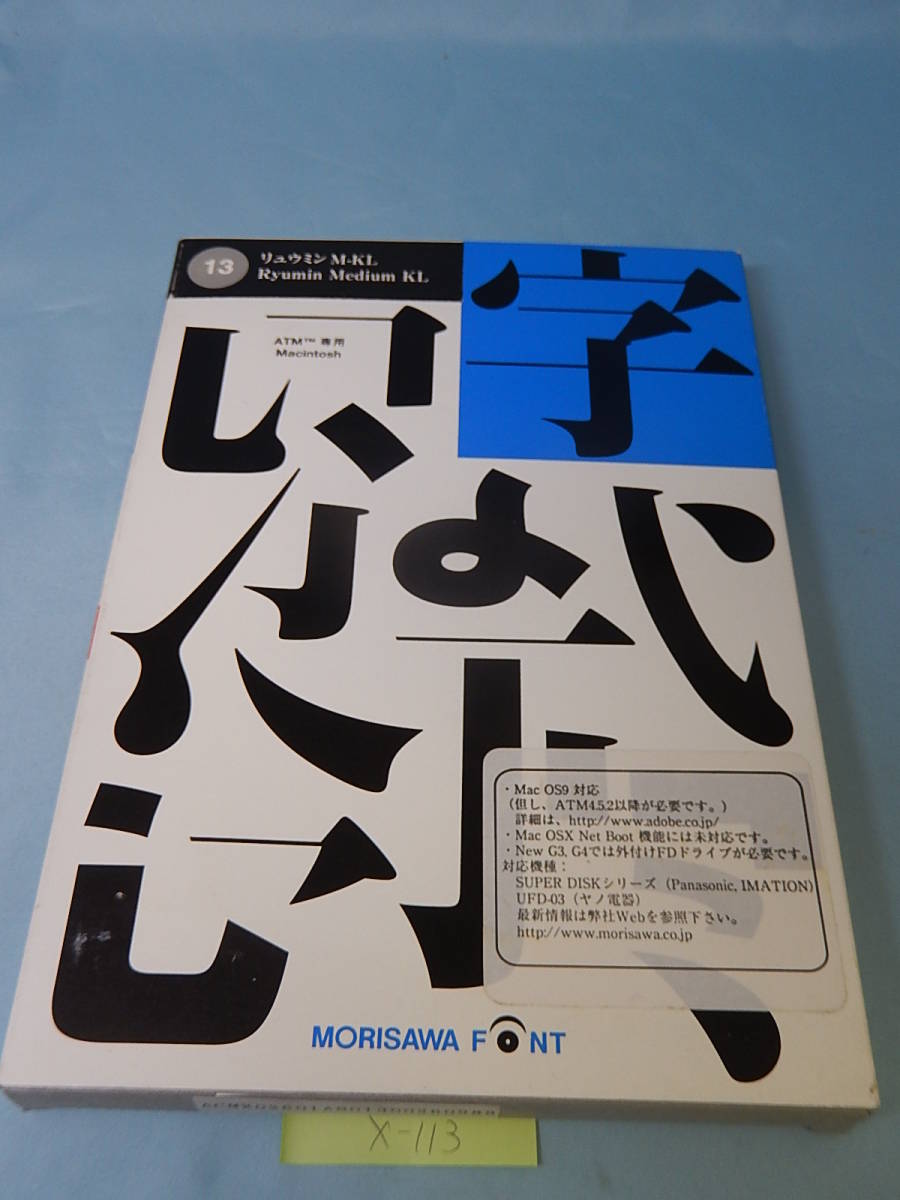 13
リュウミン M-KL
Ryumin Medium KL
ATM™ 専用
Macintosh
字
・Mac OS9 対応
(但し、ATM4.5.2以降が必要です。)
詳細は、http://www.adobe.co.jp/
・Mac OSX Net Boot 機能には未対応です。
・New G3, G4では外付けFDドライブが必要です。
対応機種：
SUPER DISKシリーズ (Panasonic, IMATION)
UFD-03 (ヤノ電器)
最新情報は弊社Webを参照下さい。
http://www.morisawa.co.jp
MORISAWA FONT
X-113